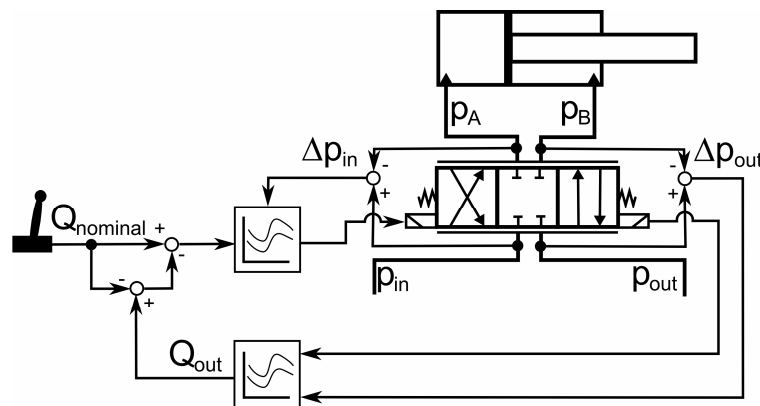 p_A
p_B
Δp_in
Δp_out
-
-
+
+
Q_nominal
+
-
-
+
p_in
p_out
Q_out